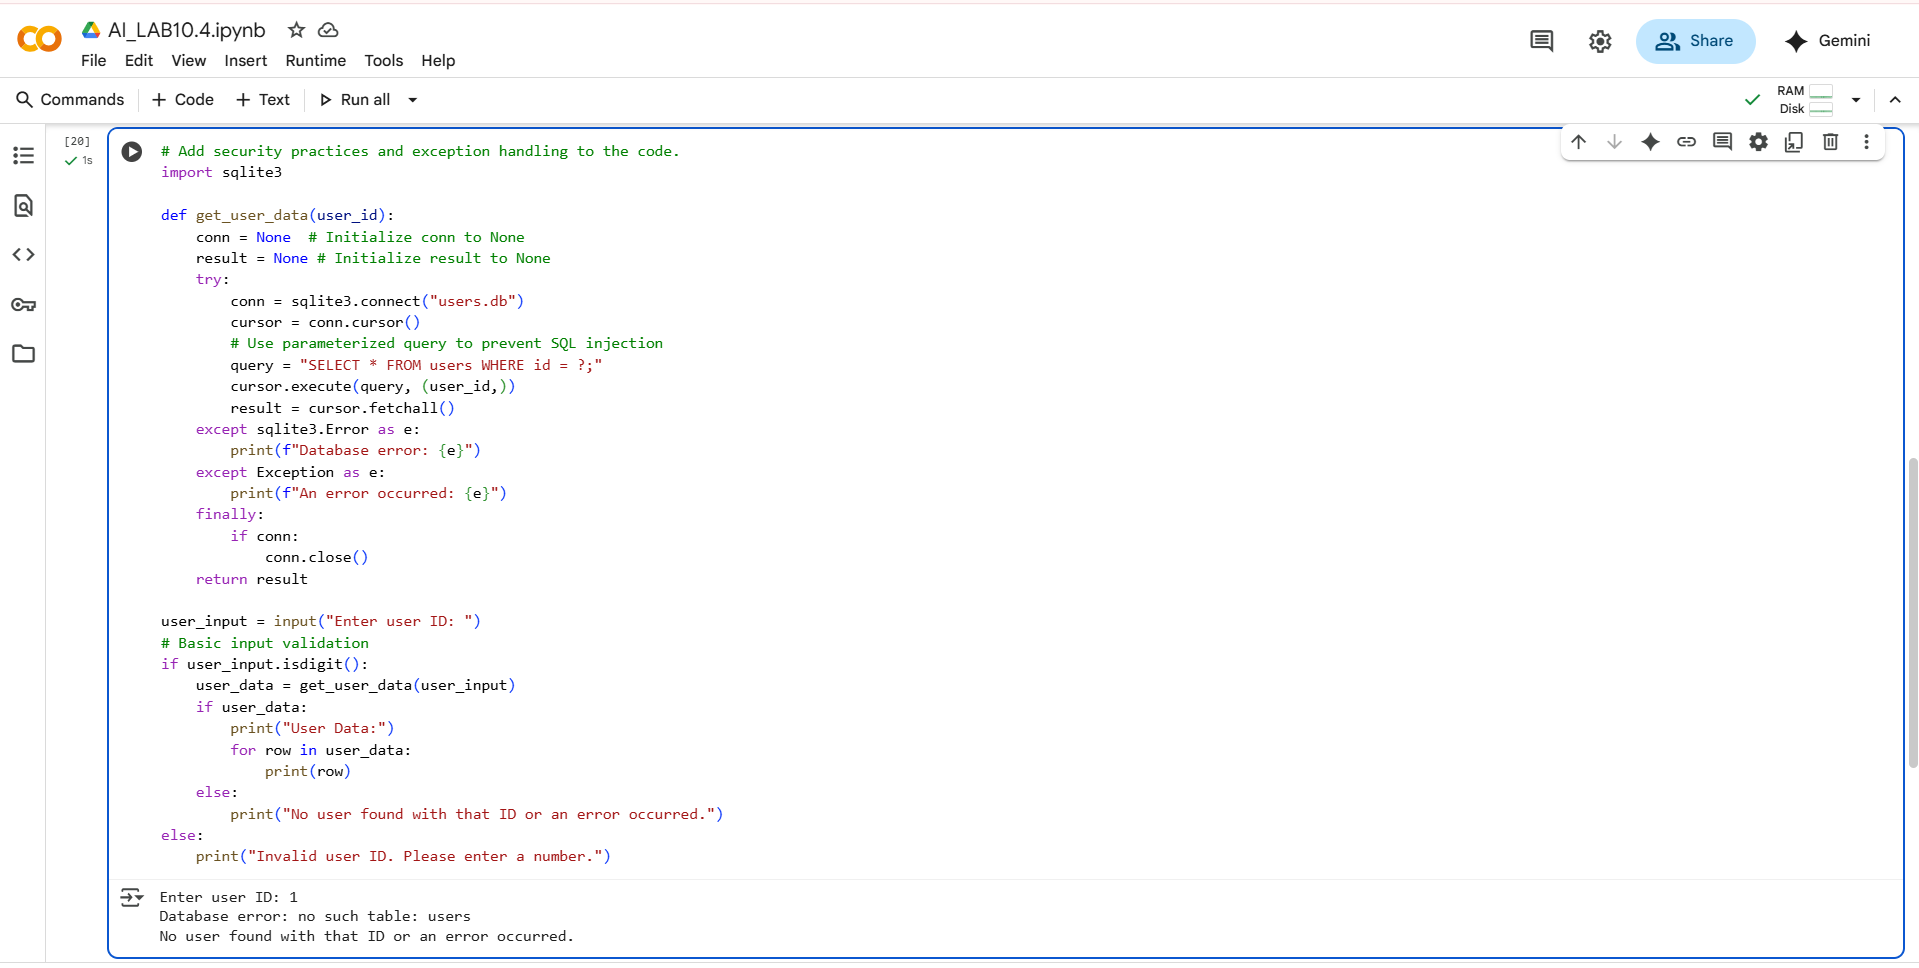 AI_LAB10.4.ipynb
File Edit View Insert Runtime Tools Help
Share
Gemini
Commands + Code + Text Run all
RAM
Disk
[20]
1s
# Add security practices and exception handling to the code.
import sqlite3

def get_user_data(user_id):
    conn = None  # Initialize conn to None
    result = None # Initialize result to None
    try:
        conn = sqlite3.connect("users.db")
        cursor = conn.cursor()
        # Use parameterized query to prevent SQL injection
        query = "SELECT * FROM users WHERE id = ?;"
        cursor.execute(query, (user_id,))
        result = cursor.fetchall()
    except sqlite3.Error as e:
        print(f"Database error: {e}")
    except Exception as e:
        print(f"An error occurred: {e}")
    finally:
        if conn:
            conn.close()
    return result

user_input = input("Enter user ID: ")
# Basic input validation
if user_input.isdigit():
    user_data = get_user_data(user_input)
    if user_data:
        print("User Data:")
        for row in user_data:
            print(row)
    else:
        print("No user found with that ID or an error occurred.")
else:
    print("Invalid user ID. Please enter a number.")
Enter user ID: 1
Database error: no such table: users
No user found with that ID or an error occurred.